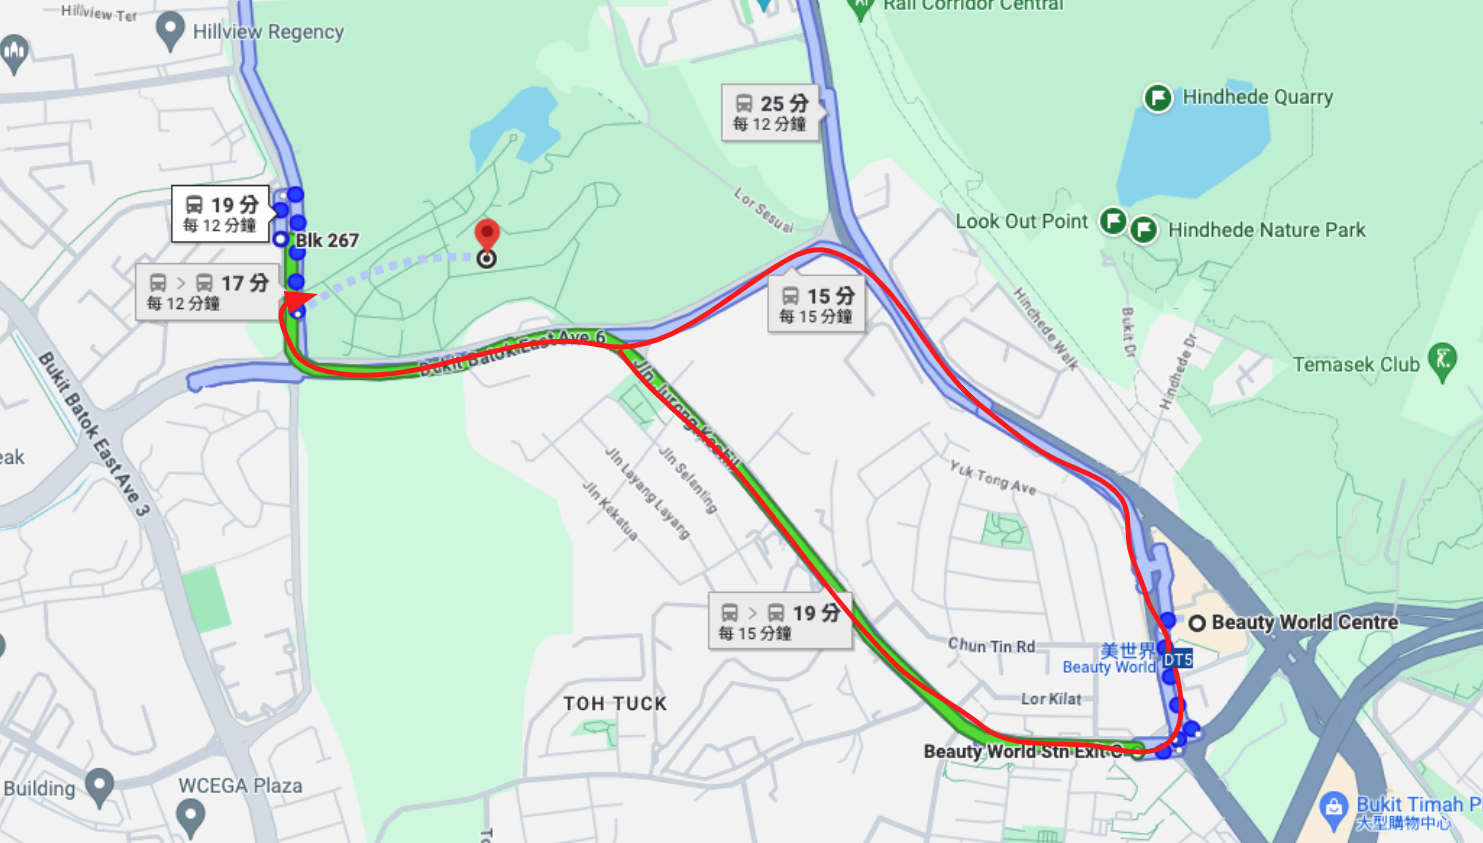 Rail Corridor Central
Hillview Ter
Hillview Regency
25 分
每 12 分鐘
Hindhede Quarry
19 分
每 12 分鐘
Lor Sesuai
Look Out Point
Hindhede Nature Park
Blk 267
17 分
每 12 分鐘
15 分
每 15 分鐘
Hinchede Walk
Bukit Dr
Hindhede Dr
Bukit Batok East Ave 6
Temasek Club
Bukit Batok East Ave 3
Jln Jurong Kechil
eak
Yuk Tong Ave
Jln Selanting
Jln Layang Layang
Jln Kakatua
19 分
每 15 分鐘
Beauty World Centre
Chun Tin Rd
美世界
Beauty World
DT5
TOH TUCK
Lor Kilat
Beauty World Stn Exit C
Building
WCEGA Plaza
Bukit Timah P
大型購物中心
To